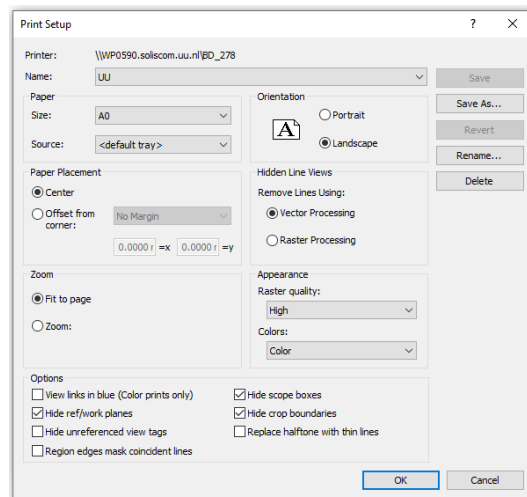 Print Setup
Printer: \\WP0590.soliscom.uu.nl\BD_278
Name: UU
Save
Paper
Orientation
Save As...
Size: A0
Portrait
Revert
A
Landscape
Rename...
Source: <default tray>
Delete
Paper Placement
Hidden Line Views
Center
Remove Lines Using:
Offset from corner:
No Margin
Vector Processing
0.0000 r =x 0.0000 r =y
Raster Processing
Zoom
Appearance
Fit to page
Raster quality:
High
Zoom:
Colors:
Color
Options
View links in blue (Color prints only)
Hide scope boxes
Hide ref/work planes
Hide crop boundaries
Hide unreferenced view tags
Replace halftone with thin lines
Region edges mask coincident lines
OK
Cancel